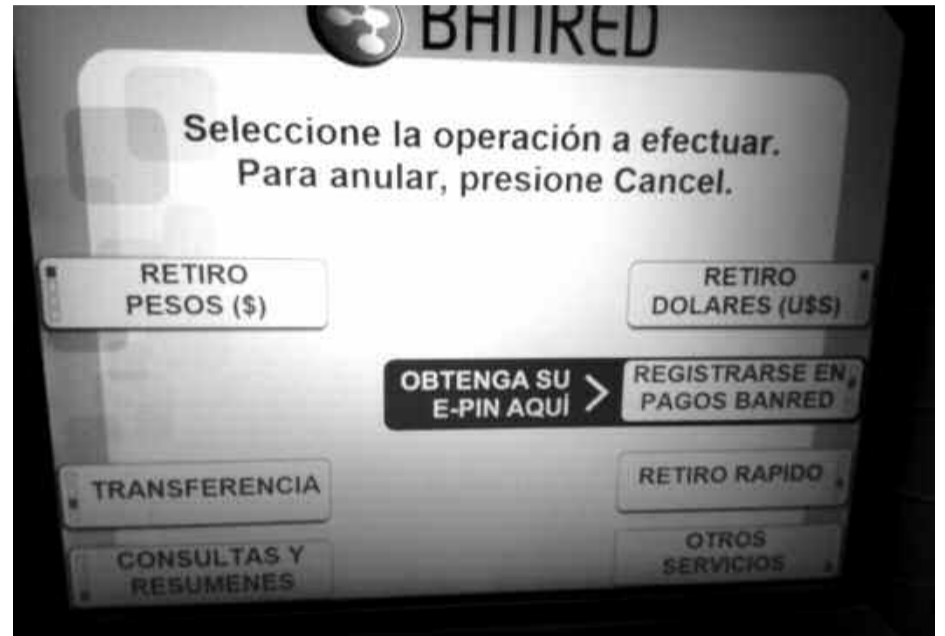 BANRED
Seleccione la operación a efectuar.
Para anular, presione Cancel.
RETIRO
PESOS ($)
RETIRO
DOLARES (U$S)
OBTENGA SU
E-PIN AQUÍ >
REGISTRARSE EN
PAGOS BANRED
TRANSFERENCIA
RETIRO RAPIDO
CONSULTAS Y
RESUMENES
OTROS
SERVICIOS